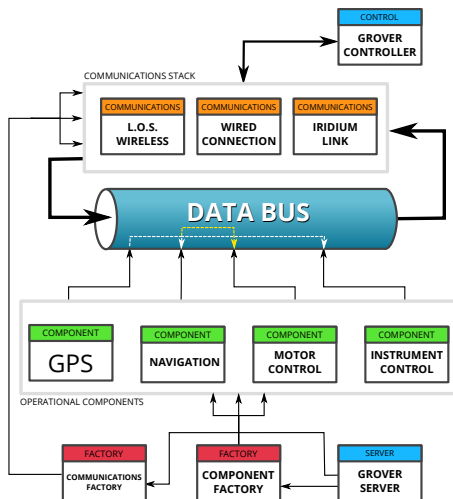 CONTROL
GROVER
CONTROLLER
COMMUNICATIONS STACK
COMMUNICATIONS
L.O.S.
WIRELESS
COMMUNICATIONS
WIRED
CONNECTION
COMMUNICATIONS
IRIDIUM
LINK
DATA BUS
COMPONENT
GPS
COMPONENT
NAVIGATION
COMPONENT
MOTOR
CONTROL
COMPONENT
INSTRUMENT
CONTROL
OPERATIONAL COMPONENTS
FACTORY
COMMUNICATIONS
FACTORY
FACTORY
COMPONENT
FACTORY
SERVER
GROVER
SERVER